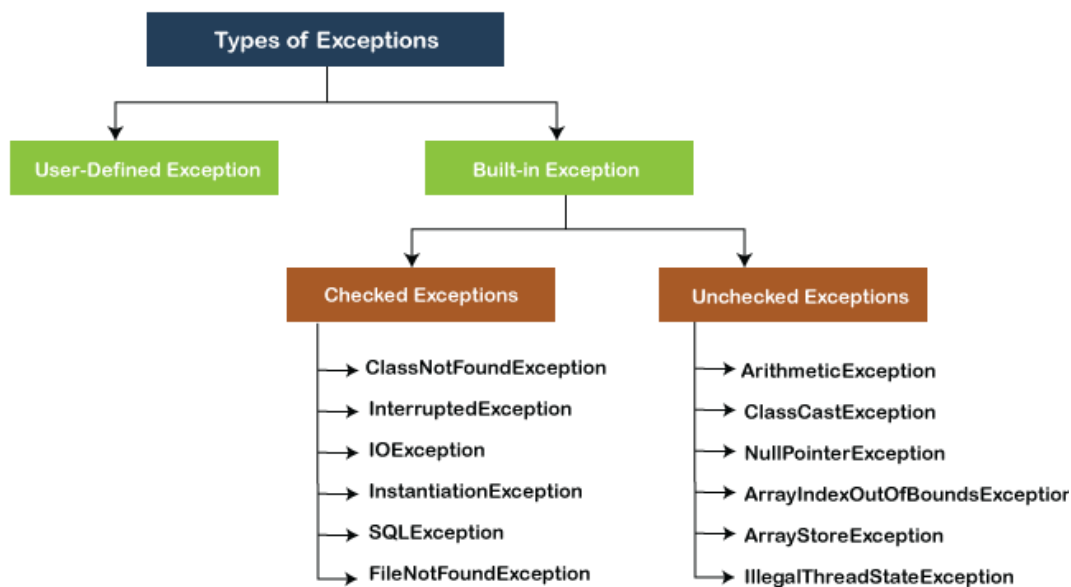 Types of Exceptions
User-Defined Exception
Built-in Exception
Checked Exceptions
Unchecked Exceptions
ClassNotFoundException
InterruptedException
IOException
InstantiationException
SQLException
FileNotFoundException
ArithmeticException
ClassCastException
NullPointerException
ArrayIndexOutOfBoundsException
ArrayStoreException
IllegalThreadStateException